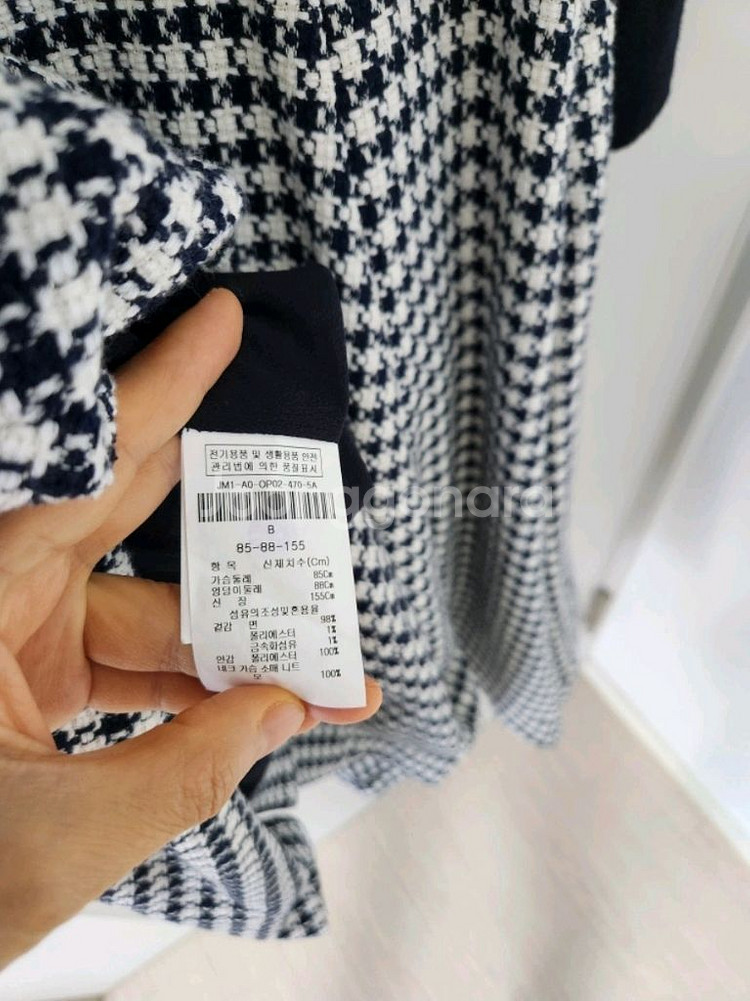 전기용품 및 생활용품 안전
관리법에 의한 품질표시
JM1-A0-OP02-470-5A
B
85-88-155
항 목 신체치수(Cm)
가슴둘레 85Cm
엉덩이둘레 88Cm
신 장 155Cm
섬유의조성및혼용율
겉감 면 98%
폴리에스터 1%
금속화섬유 1%
안감 폴리에스터 100%
네크 가슴 소매 니트
모 100%